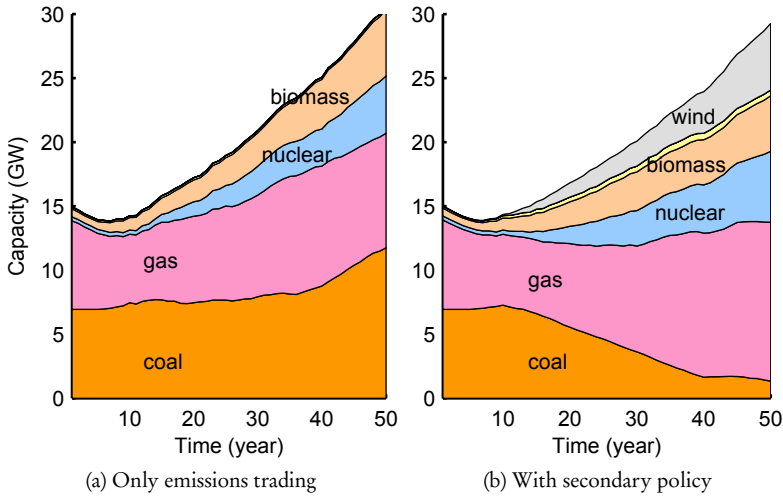 30
25
20
15
10
5
0
Capacity (GW)
biomass
nuclear
gas
coal
10 20 30 40 50
Time (year)
(a) Only emissions trading
30
25
20
15
10
5
0
wind
biomass
nuclear
gas
coal
10 20 30 40 50
Time (year)
(b) With secondary policy